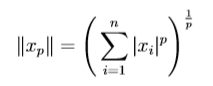 ‖x_p‖ = ( ∑_{i=1}^{n} |x_i|^p )^{1/p}